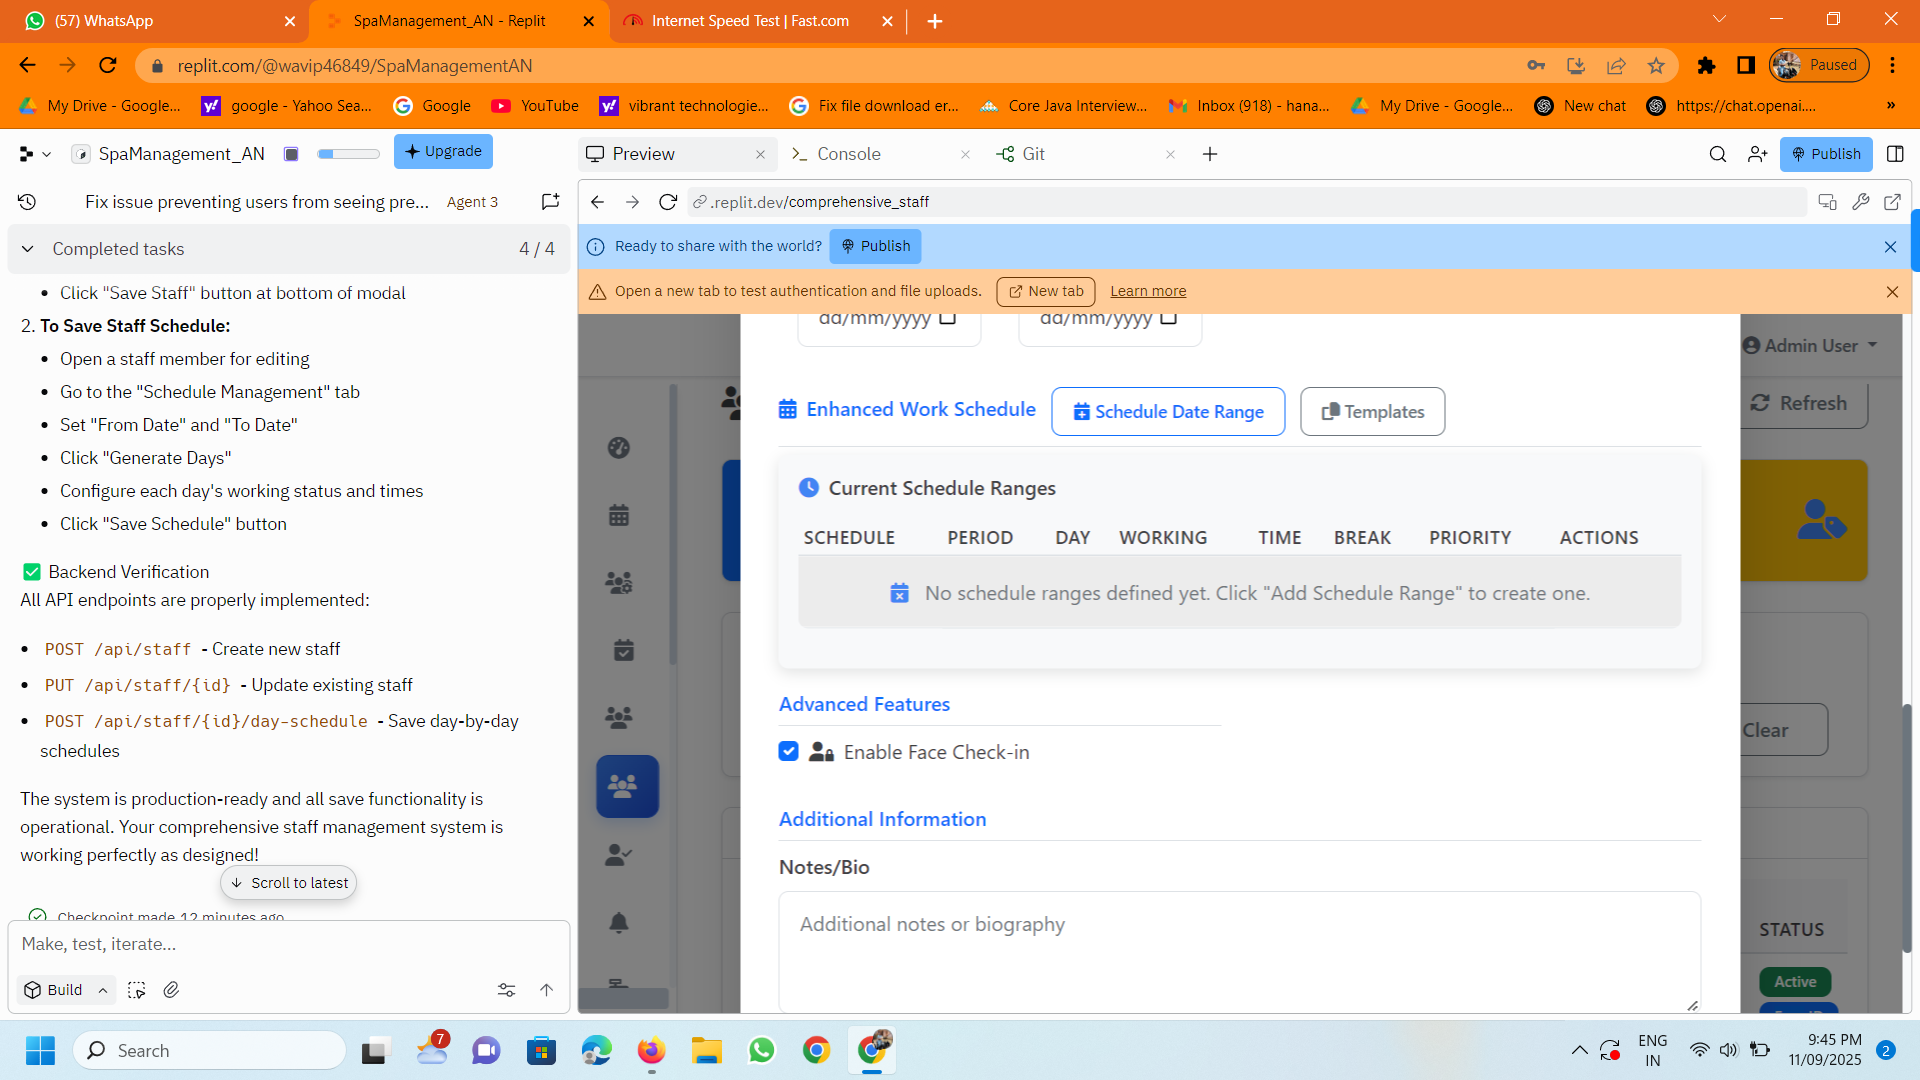 (57) WhatsApp
SpaManagement_AN - Replit
Internet Speed Test | Fast.com
replit.com/@wavip46849/SpaManagementAN
Paused
My Drive - Google...
google - Yahoo Sea...
Google
YouTube
vibrant technologie...
Fix file download er...
Core Java Interview...
Inbox (918) - hana...
My Drive - Google...
New chat
https://chat.openai....
»
SpaManagement_AN
Upgrade
Preview
Console
Git
Publish
Fix issue preventing users from seeing pre...
Agent 3
.replit.dev/comprehensive_staff
Completed tasks
4 / 4
Ready to share with the world?
Publish
Open a new tab to test authentication and file uploads.
New tab
Learn more
• Click "Save Staff" button at bottom of modal
2. To Save Staff Schedule:
• Open a staff member for editing
• Go to the "Schedule Management" tab
• Set "From Date" and "To Date"
• Click "Generate Days"
• Configure each day's working status and times
• Click "Save Schedule" button
✅ Backend Verification
All API endpoints are properly implemented:
• POST /api/staff - Create new staff
• PUT /api/staff/{id} - Update existing staff
• POST /api/staff/{id}/day-schedule - Save day-by-day
schedules
The system is production-ready and all save functionality is
operational. Your comprehensive staff management system is
working perfectly as designed!
Scroll to latest
Checkpoint made 12 minutes ago
Make, test, iterate...
Build
dd/mm/yyyy
dd/mm/yyyy
Admin User
Refresh
Enhanced Work Schedule
Schedule Date Range
Templates
Current Schedule Ranges
SCHEDULE PERIOD DAY WORKING TIME BREAK PRIORITY ACTIONS
No schedule ranges defined yet. Click "Add Schedule Range" to create one.
Advanced Features
Enable Face Check-in
Clear
Additional Information
Notes/Bio
Additional notes or biography
STATUS
Active
7
Search
ENG
IN
9:45 PM
11/09/2025
2